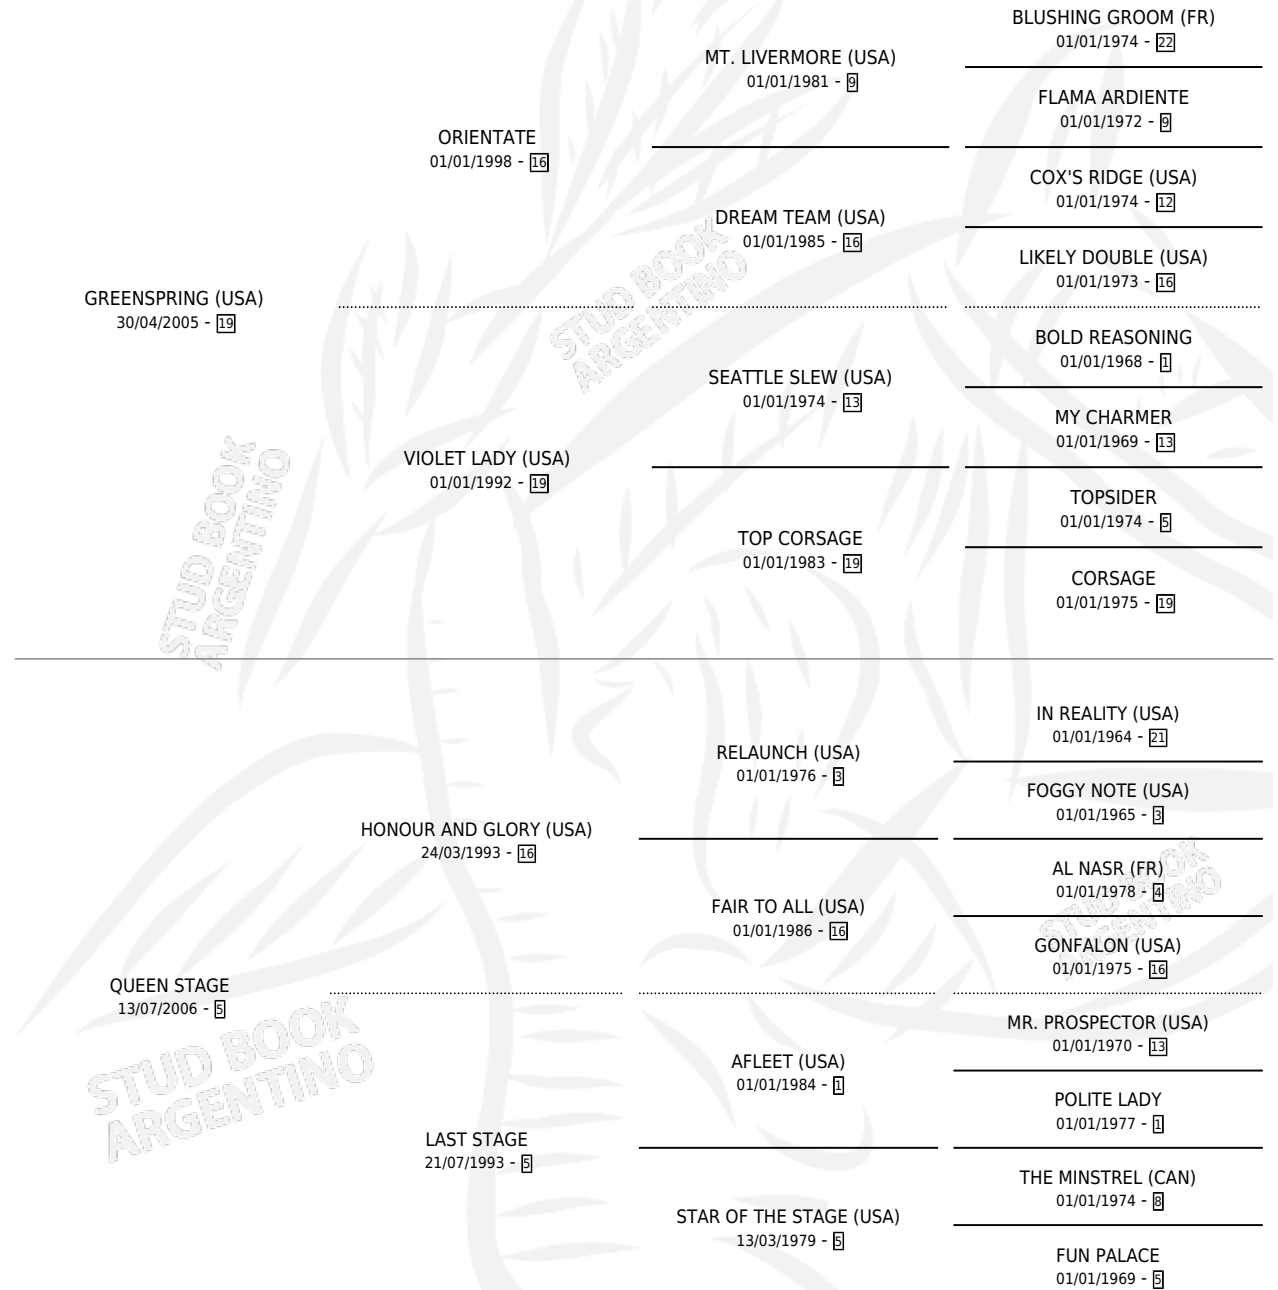 BLUSHING GROOM (FR)
01/01/1974 - 22
MT. LIVERMORE (USA)
01/01/1981 - 9
FLAMA ARDIENTE
01/01/1972 - 9
ORIENTATE
01/01/1998 - 16
COX'S RIDGE (USA)
01/01/1974 - 12
DREAM TEAM (USA)
01/01/1985 - 16
LIKELY DOUBLE (USA)
01/01/1973 - 16
GREENSPRING (USA)
30/04/2005 - 19
STUD BOOK
ARGENTINO
BOLD REASONING
01/01/1968 - 1
SEATTLE SLEW (USA)
01/01/1974 - 13
MY CHARMER
01/01/1969 - 13
VIOLET LADY (USA)
01/01/1992 - 19
TOPSIDER
01/01/1974 - 5
TOP CORSAGE
01/01/1983 - 19
CORSAGE
01/01/1975 - 19
STUD BOOK
ARGENTINO
IN REALITY (USA)
01/01/1964 - 21
RELAUNCH (USA)
01/01/1976 - 3
FOGGY NOTE (USA)
01/01/1965 - 3
HONOUR AND GLORY (USA)
24/03/1993 - 16
AL NASR (FR)
01/01/1978 - 4
FAIR TO ALL (USA)
01/01/1986 - 16
GONFALON (USA)
01/01/1975 - 16
STUD BOOK
ARGENTINO
QUEEN STAGE
13/07/2006 - 5
MR. PROSPECTOR (USA)
01/01/1970 - 13
AFLEET (USA)
01/01/1984 - 1
POLITE LADY
01/01/1977 - 1
STUD BOOK
ARGENTINO
LAST STAGE
21/07/1993 - 5
THE MINSTREL (CAN)
01/01/1974 - 8
STAR OF THE STAGE (USA)
13/03/1979 - 5
FUN PALACE
01/01/1969 - 5